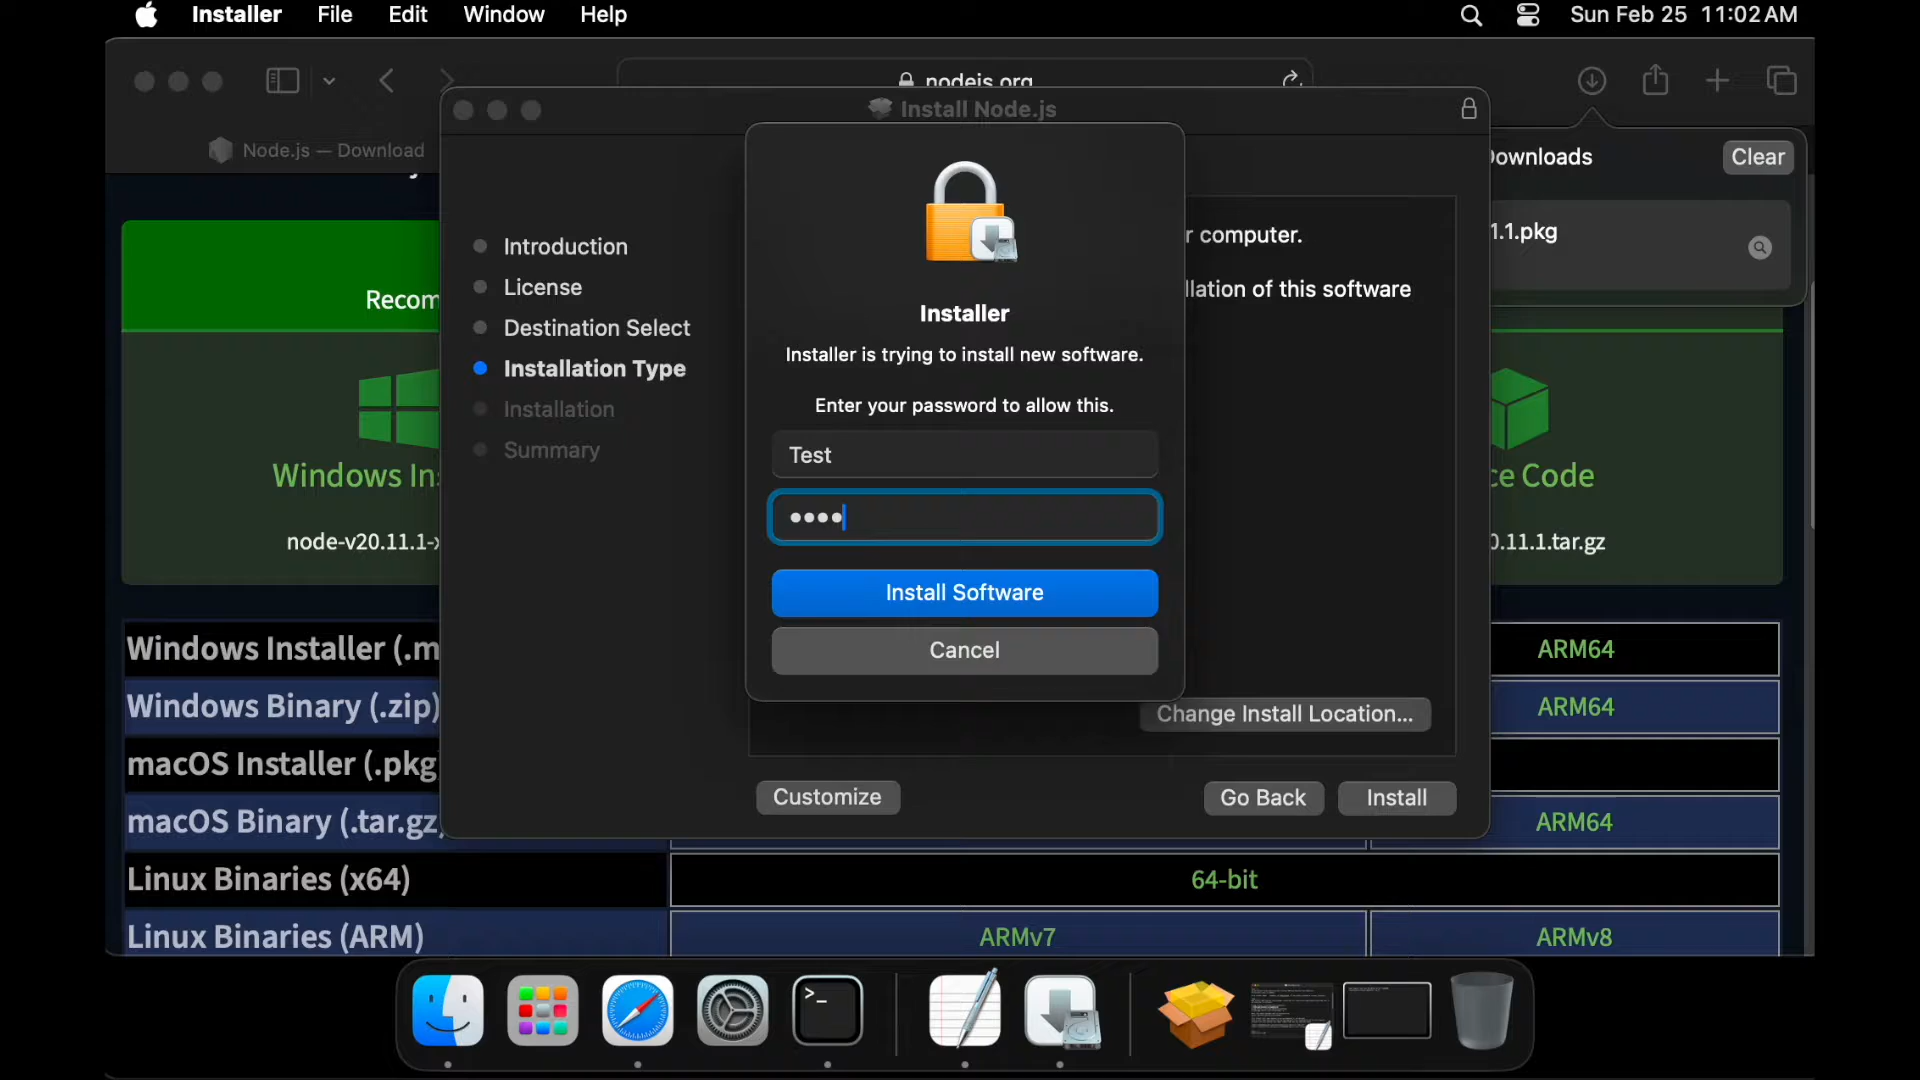 Installer File Edit Window Help Sun Feb 25 11:02 AM
nodejs.org
Install Node.js
Node.js — Download
Downloads Clear
1.1.pkg
Introduction
License
Destination Select
Installation Type
Installation
Summary
r computer.
llation of this software
Installer
Installer is trying to install new software.
Enter your password to allow this.
Test
Install Software
Cancel
Change Install Location...
Customize Go Back Install
Recom
Windows Ins
node-v20.11.1-x
ce Code
0.11.1.tar.gz
Windows Installer (.m ARM64
Windows Binary (.zip) ARM64
macOS Installer (.pkg
macOS Binary (.tar.gz) ARM64
Linux Binaries (x64) 64-bit
Linux Binaries (ARM) ARMv7 ARMv8
>_